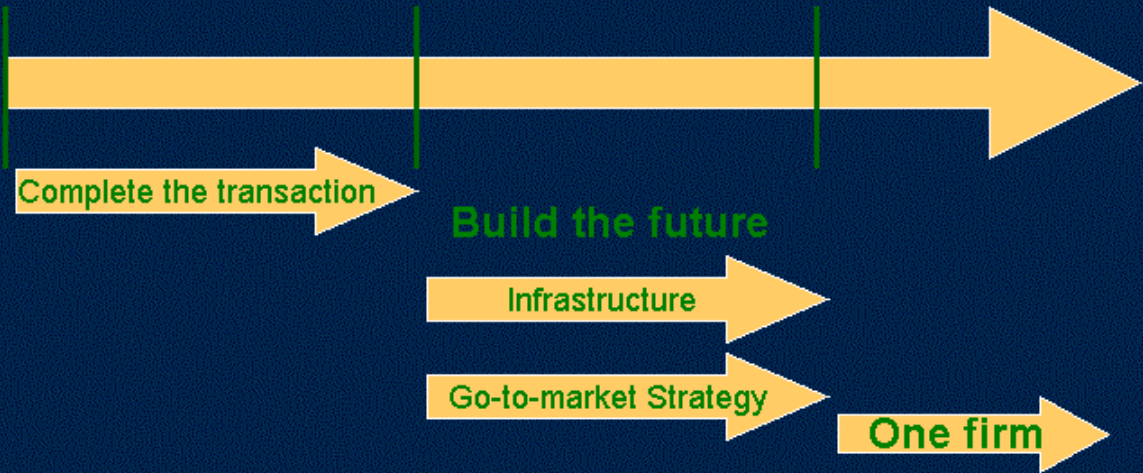 Complete the transaction
Build the future
Infrastructure
Go-to-market Strategy
One firm